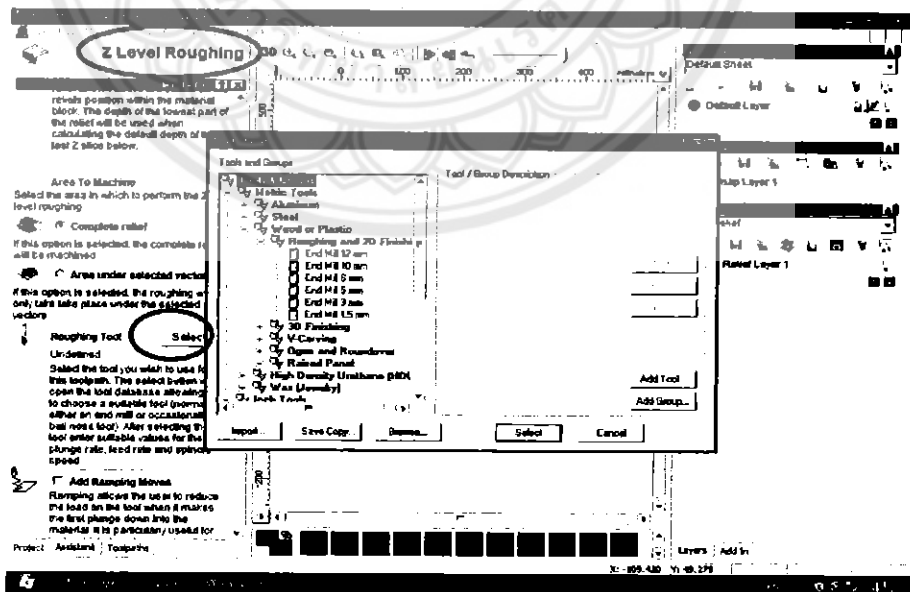 Z Level Roughing
3D
0 100 200 300 400
reliefs position within the material
block. The depth of the lowest part of
the relief will be used when
calculating the default depth of
last Z slice below.
Area To Machine
Select the area in which to perform the Z
level roughing
Complete relief
If this option is selected, the complete
will be machined
Area under selected vector
If this option is selected, the roughing
only take place under the selected
vectors
Roughing Tool
Select
Undefined
Select the tool you wish to use
this toolpath. The select button
open the tool database allowing
to choose a suitable tool
either an end mill or occasional
ball nose tool). After selecting
tool enter suitable values for the
plunge rate, feed rate and spindle
speed
Add Ramping Moves
Ramping allows the user to reduce
the load on the tool when it makes
the first plunge down into the
material it is particularly useful for
Project Assistant Toolpaths
Tools and Groups
Metric Tools
Aluminum
Steel
Wood or Plastic
Roughing and 2D Finishing
End Mill 12 mm
End Mill 10 mm
End Mill 6 mm
End Mill 5 mm
End Mill 3 mm
End Mill 1.5 mm
3D Finishing
V-Carving
Ogee and Roundover
Raised Panel
High Density Urethane (HDU
Wax (Jewelry)
Inch Tools
Import... Save Copy... Browse...
Tool / Group Description
Add Tool
Add Group...
Select Cancel
Default Sheet
Default Layer
Relief Layer 1
-200
Layers Add In